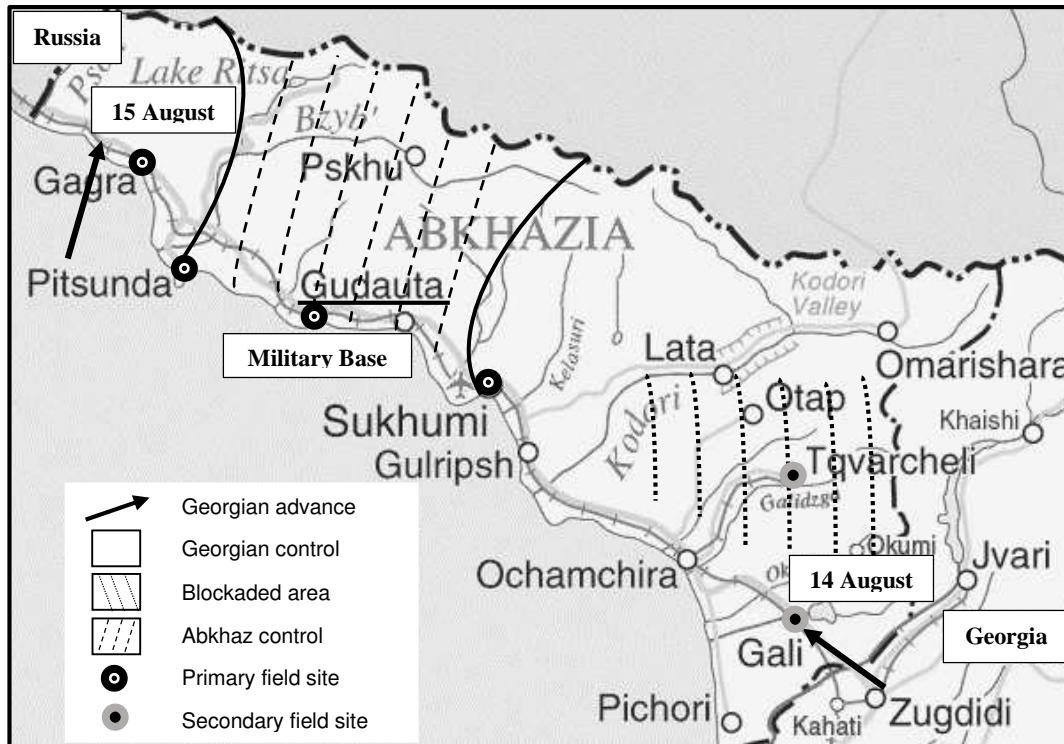 Russia
Psou
Lake Ritsa
15 August
Bzyb'
Gagra
Pskhu
ABKHAZIA
Pitsunda
Gudauta
Kodori
Valley
Military Base
Kelasuri
Lata
Omarishara
Kodori
Otap
Khaishi
Sukhumi
Gulripsh
Tqvarcheli
Galidzga
Georgian advance
Georgian control
Blockaded area
Abkhaz control
Primary field site
Secondary field site
Okumi
Ochamchira
14 August
Jvari
Gali
Georgia
Pichori
Kahati
Zugdidi